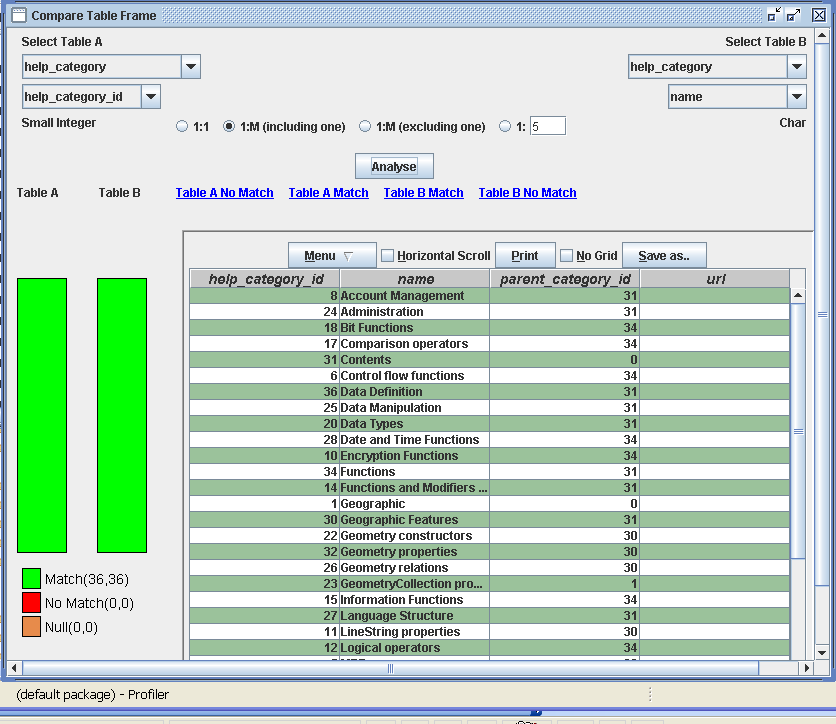 Compare Table Frame
Select Table A Select Table B
help_category help_category
help_category_id name
Small Integer 1:1 1:M (including one) 1:M (excluding one) 1: 5 Char
Analyse
Table A Table B Table A No Match Table A Match Table B Match Table B No Match
Menu Horizontal Scroll Print No Grid Save as..
help_category_id name parent_category_id url
8 Account Management 31
24 Administration 31
18 Bit Functions 34
17 Comparison operators 34
31 Contents 0
6 Control flow functions 34
36 Data Definition 31
25 Data Manipulation 31
20 Data Types 31
28 Date and Time Functions 34
10 Encryption Functions 34
34 Functions 31
14 Functions and Modifiers ... 31
1 Geographic 0
30 Geographic Features 31
22 Geometry constructors 30
32 Geometry properties 30
26 Geometry relations 30
23 GeometryCollection pro... 1
15 Information Functions 34
27 Language Structure 31
11 LineString properties 30
12 Logical operators 34
Match(36,36)
No Match(0,0)
Null(0,0)
(default package) - Profiler